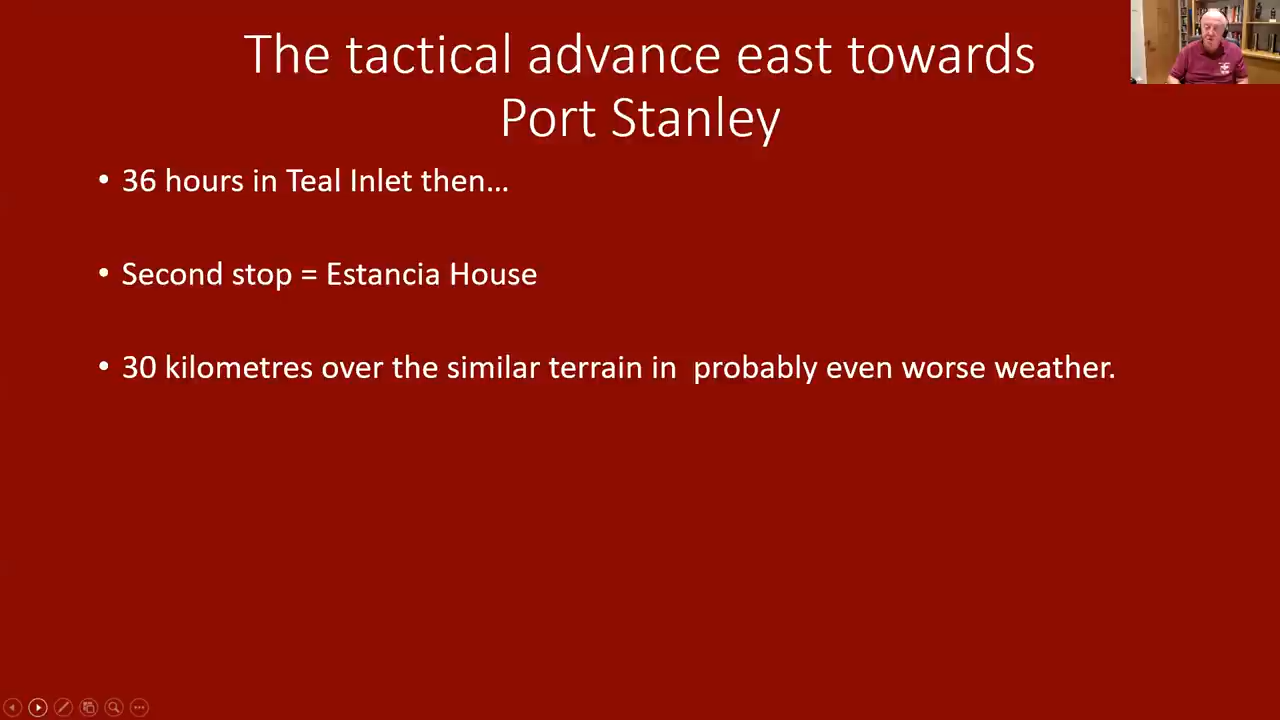 The tactical advance east towards
Port Stanley
• 36 hours in Teal Inlet then…
• Second stop = Estancia House
• 30 kilometres over the similar terrain in  probably even worse weather.